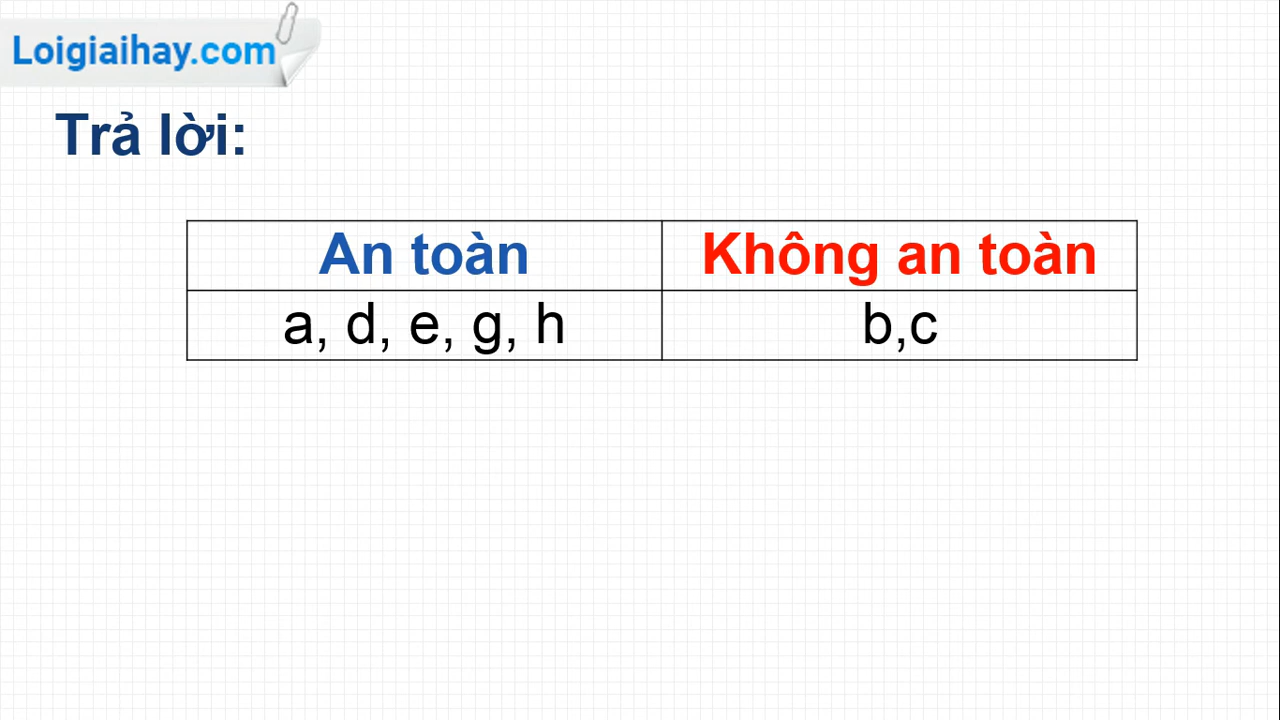 Loigiaihay.com
Trả lời:
An toàn Không an toàn
a, d, e, g, h b,c